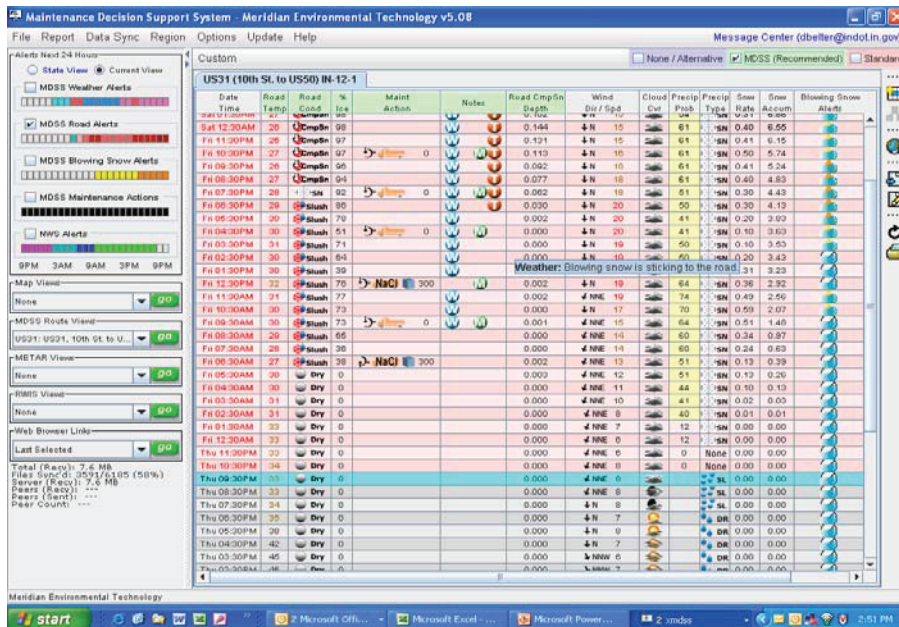 Maintenance Decision Support System - Meridian Environmental Technology v5.08
File Report Data Sync Region Options Update Help Message Center (dbelter@indot.in.gov)
Alerts Next 24 Hours
State View Current View
MDSS Weather Alerts
MDSS Road Alerts
MDSS Blowing Snow Alerts
MDSS Maintenance Actions
NWS Alerts
9PM 3AM 9AM 3PM 9PM
Map Views
None go
MDSS Route Views
US31: US31, 10th St. to U... go
METAR Views
None go
RWIS Views
None go
Web Browser Links
Last Selected go
Total (Recv): 7.6 MB
Files Sync'd: 3591/6185 (58%)
Server (Recv): 7.6 MB
Peers (Recv): ---
Peers (Sent): ---
Peer Count: ---
Custom None / Alternative MDSS (Recommended) Standard
US31 (10th St. to US50) IN-12-1
Date Time Road Temp Road Cond % Ice Maint Action Notes Road CmpSn Depth Wind Dir / Spd Cloud Cvr Precip Prob Precip Type Snow Rate Snow Accum Blowing Snow Alerts
Sat 12:30AM 26 CmpSn 98 0.144 N 15 61 SN 0.40 6.55
Fri 11:30PM 26 CmpSn 97 0.131 N 15 61 SN 0.41 6.15
Fri 10:30PM 27 CmpSn 97 0 0.113 N 16 61 SN 0.50 5.74
Fri 09:30PM 26 CmpSn 96 0.092 N 18 61 SN 0.41 5.24
Fri 08:30PM 27 CmpSn 94 0.077 N 18 61 SN 0.40 4.83
Fri 07:30PM 28 SN 92 0 0.062 N 18 51 SN 0.30 4.43
Fri 06:30PM 29 Slush 86 0.030 N 20 50 SN 0.30 4.13
Fri 05:30PM 30 Slush 79 0.002 N 20 41 SN 0.20 3.83
Fri 04:30PM 30 Slush 51 0 0.000 N 20 41 SN 0.10 3.63
Fri 03:30PM 31 Slush 71 0.000 N 19 50 SN 0.10 3.53
Fri 02:30PM 30 Slush 64 0.000 N 19 50 SN 0.20 3.43
Fri 01:30PM 30 Slush 39 Weather: Blowing snow is sticking to the road. .31 3.23
Fri 12:30PM 32 Slush 76 NaCl 300 0.002 N 19 64 SN 0.36 2.92
Fri 11:30AM 31 Slush 77 0.002 NNE 19 74 SN 0.49 2.56
Fri 10:30AM 30 Slush 73 0.000 N 17 70 SN 0.59 2.07
Fri 09:30AM 30 Slush 73 0 0.001 NNE 15 64 SN 0.51 1.48
Fri 08:30AM 29 Slush 65 0.000 NNE 14 60 SN 0.34 0.97
Fri 07:30AM 28 Slush 36 0.000 NNE 14 60 SN 0.24 0.63
Fri 06:30AM 27 Slush 38 NaCl 300 0.002 NNE 13 51 SN 0.13 0.39
Fri 05:30AM 30 Dry 0 0.003 NNE 12 51 SN 0.13 0.26
Fri 04:30AM 30 Dry 0 0.000 NNE 11 44 SN 0.10 0.13
Fri 03:30AM 31 Dry 0 0.000 NNE 10 41 SN 0.02 0.03
Fri 02:30AM 31 Dry 0 0.000 NNE 8 40 SN 0.01 0.01
Fri 01:30AM 33 Dry 0 0.000 NNE 7 12 SN 0.00 0.00
Fri 12:30AM 33 Dry 0 0.000 NNE 6 12 SN 0.00 0.00
Thu 11:30PM 33 Dry 0 0.000 NNE 6 0 None 0.00 0.00
Thu 10:30PM 34 Dry 0 0.000 NNE 8 0 None 0.00 0.00
Thu 09:30PM 33 Dry 0 0.000 NNE SL 0.00 0.00
Thu 08:30PM 33 Dry 0 0.000 NNE 8 SL 0.00 0.00
Thu 07:30PM 34 Dry 0 0.000 N 8 SL 0.00 0.00
Thu 06:30PM 35 Dry 0 0.000 N 7 DR 0.00 0.00
Thu 05:30PM 39 Dry 0 0.000 N DR 0.00 0.00
Thu 04:30PM 42 Dry 0 0.000 N 7 DR 0.00 0.00
Thu 03:30PM 45 Dry 0 0.000 NNW 6 DR 0.00 0.00
Meridian Environmental Technology
start 2 Microsoft Offi... Microsoft Excel - ... Microsoft Power... 2 xmdss 2:51 PM